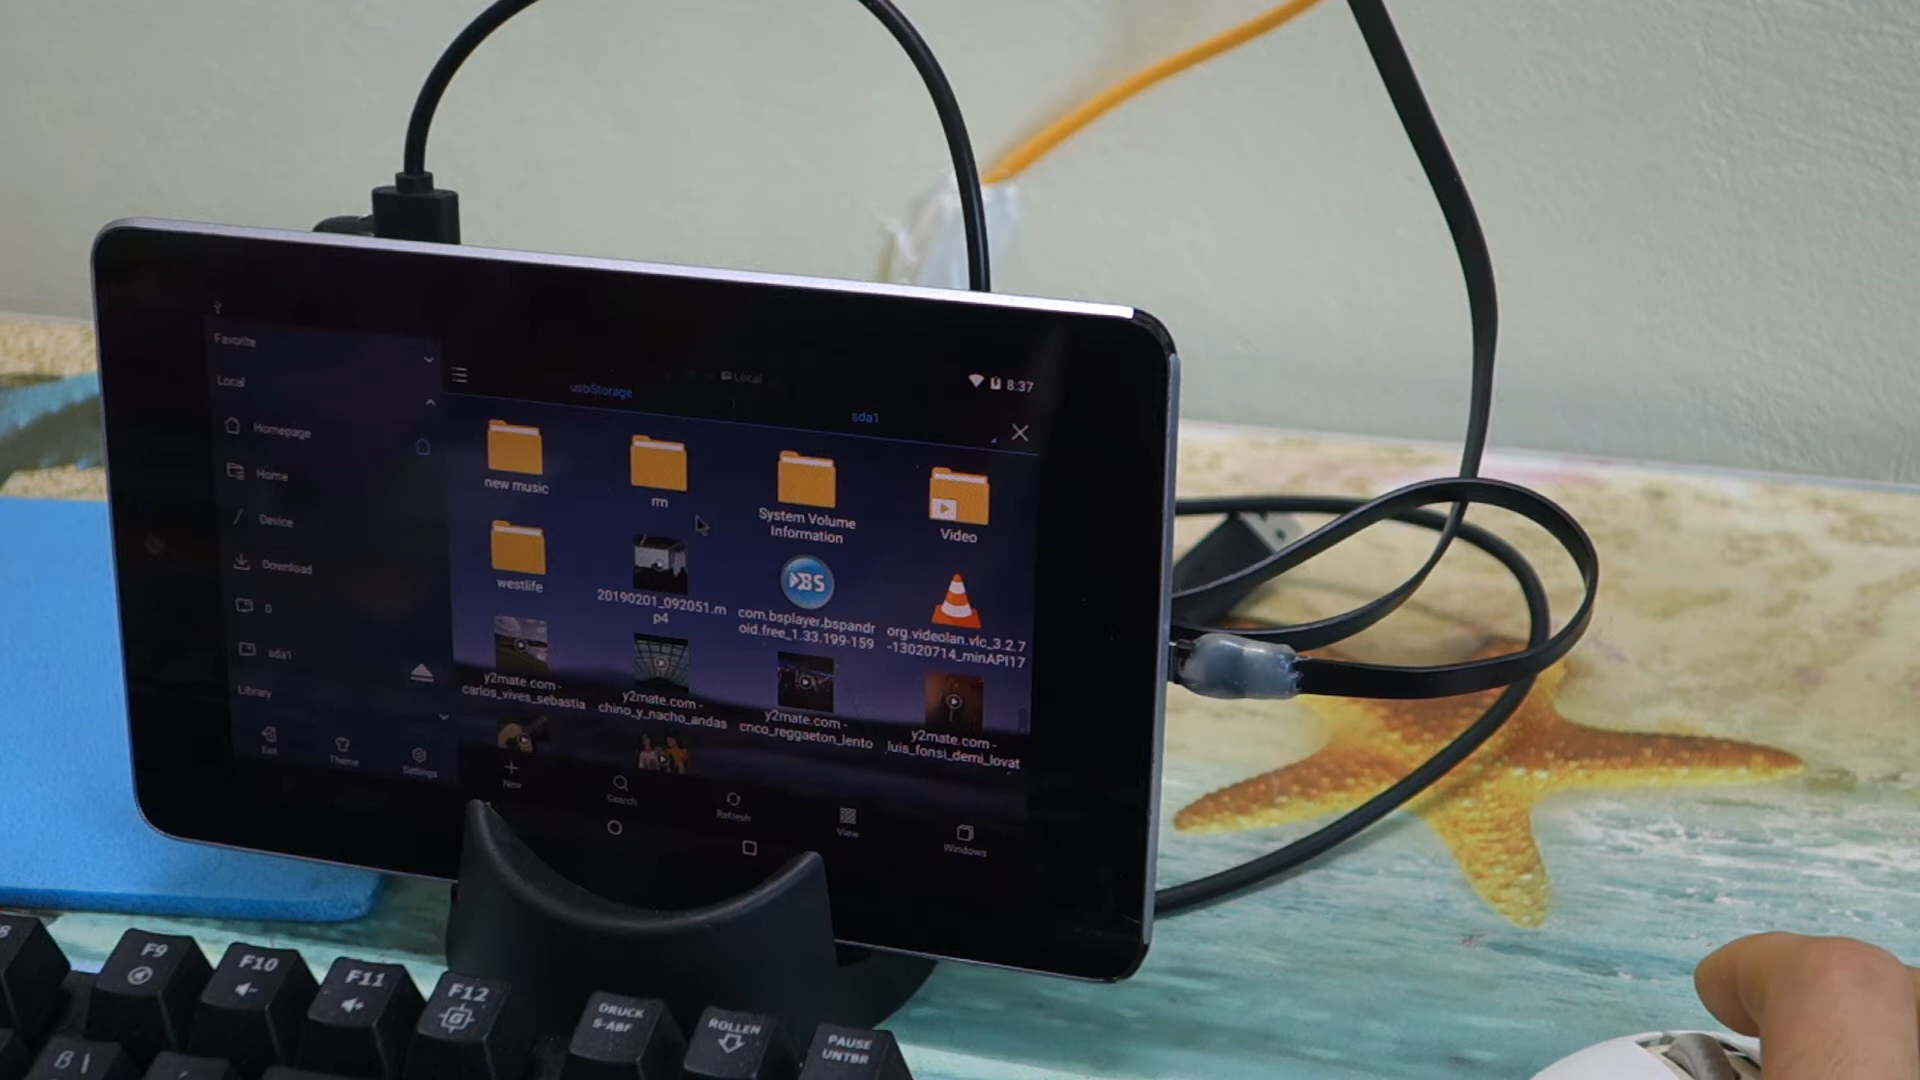 Favorite
Local
Homepage
Home
Device
Download
0
sda1
Library
Exit
Theme
Settings
Local
8:37
usbStorage
sda1
new music
rm
System Volume
Information
Video
westlife
20190201_092051.m
p4
com.bsplayer.bspandr
oid.free_1.33.199-159
org.videolan.vlc_3.2.7
-13020714_minAPI17
BS
y2mate.com -
carlos_vives_sebastia
y2mate.com -
chino_y_nacho_andas
y2mate.com -
cnco_reggaeton_lento
y2mate.com -
luis_fonsi_demi_lovat
New
Search
Refresh
View
Windows
F9
F10
F11
F12
G
DRUCK
S-ABF
ROLLEN
PAUSE
UNTBR
ß \